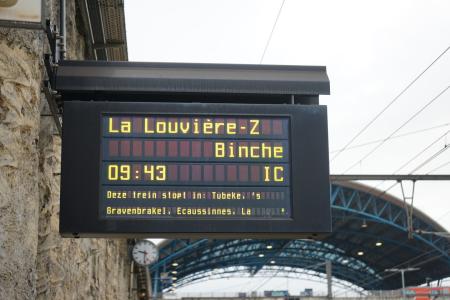 La Louvière-Z
Binche
09:43 IC
Deze trein stopt in: Tubeke, 's
Gravenbrakel, Ecaussinnes, La